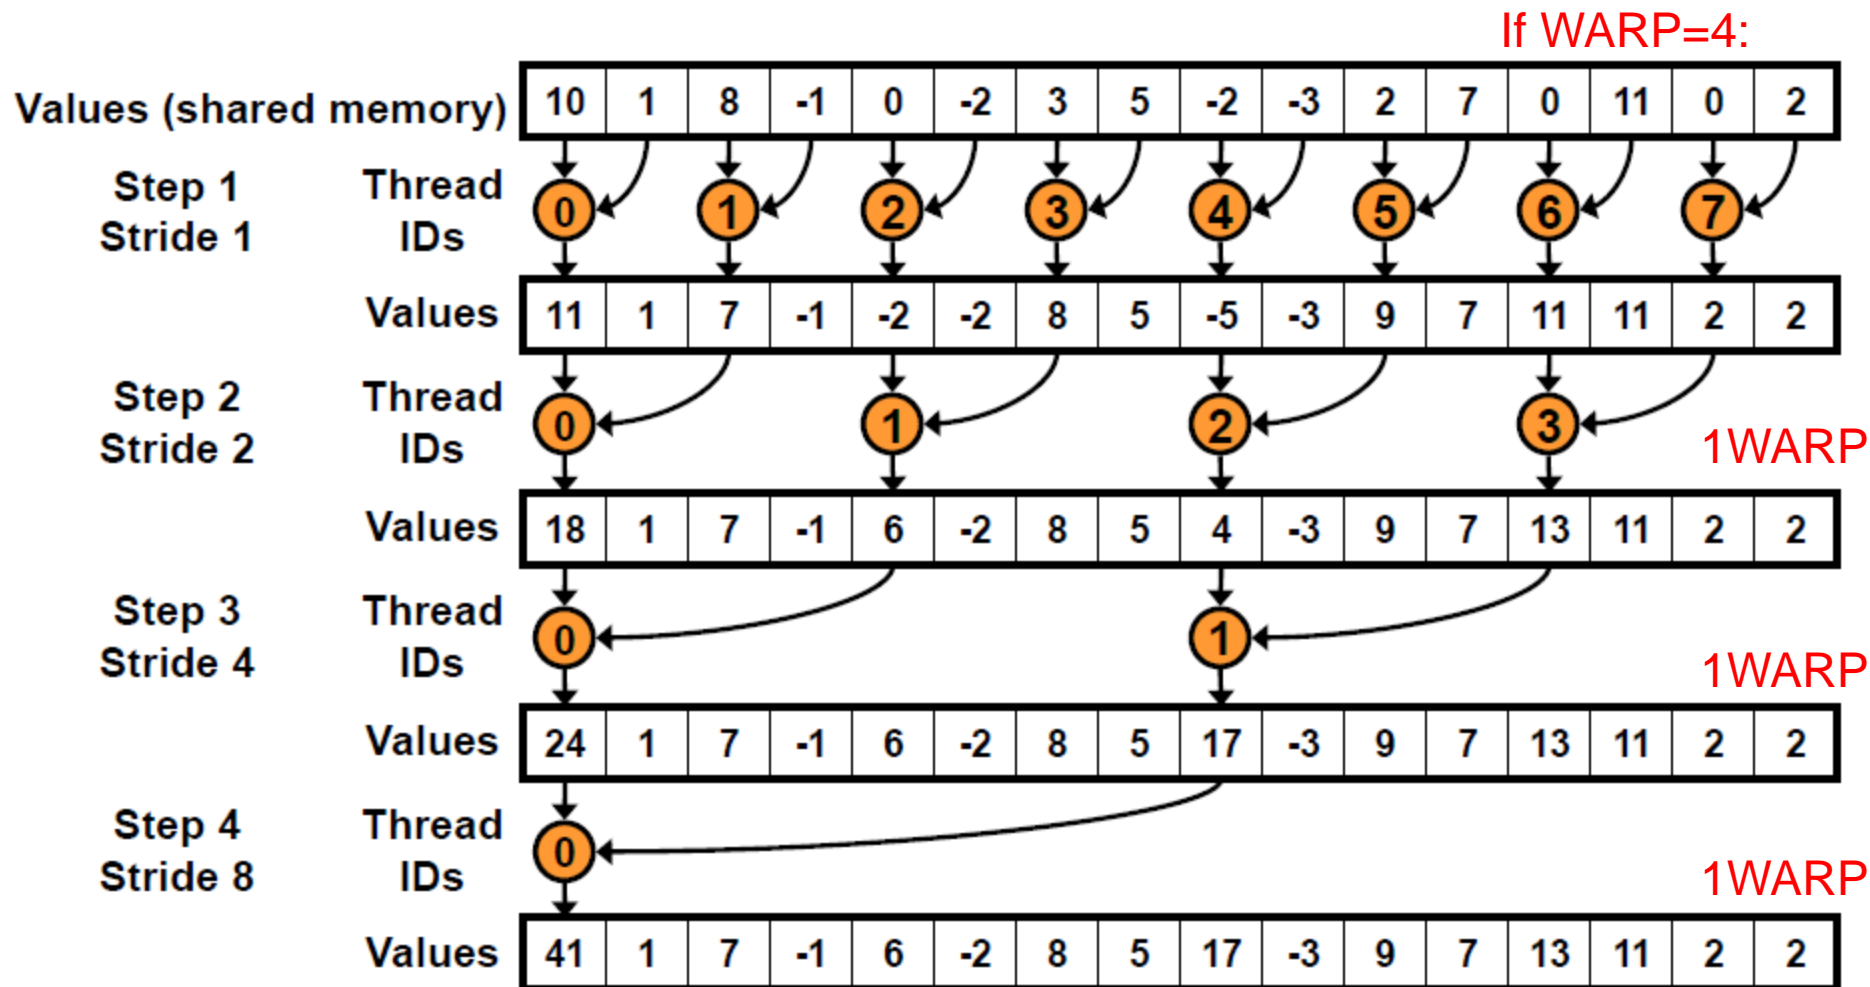 If WARP=4:
Values (shared memory) 10 1 8 -1 0 -2 3 5 -2 -3 2 7 0 11 0 2
Step 1 Thread 0 1 2 3 4 5 6 7
Stride 1 IDs
Values 11 1 7 -1 -2 -2 8 5 -5 -3 9 7 11 11 2 2
Step 2 Thread 0 1 2 3
Stride 2 IDs 1WARP
Values 18 1 7 -1 6 -2 8 5 4 -3 9 7 13 11 2 2
Step 3 Thread 0 1
Stride 4 IDs 1WARP
Values 24 1 7 -1 6 -2 8 5 17 -3 9 7 13 11 2 2
Step 4 Thread 0
Stride 8 IDs 1WARP
Values 41 1 7 -1 6 -2 8 5 17 -3 9 7 13 11 2 2